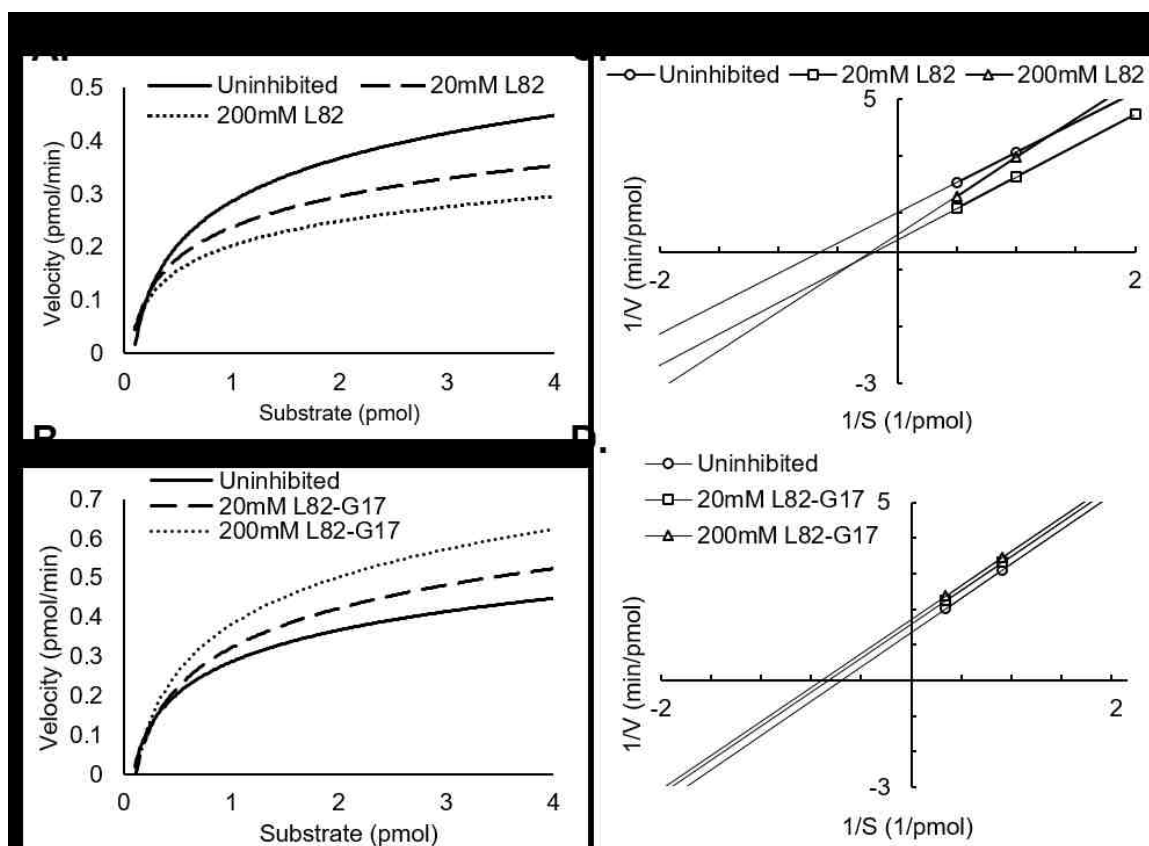 Uninhibited
20mM L82
200mM L82
0.5
0.4
0.3
0.2
0.1
0
Velocity (pmol/min)
0 1 2 3 4
Substrate (pmol)
Uninhibited 20mM L82 200mM L82
5
-2
2
-3
1/V (min/pmol)
1/S (1/pmol)
B.
Uninhibited
20mM L82-G17
200mM L82-G17
0.7
0.6
0.5
0.4
0.3
0.2
0.1
0
Velocity (pmol/min)
0 1 2 3 4
Substrate (pmol)
D.
Uninhibited
20mM L82-G17
200mM L82-G17
5
-2
2
-3
1/V (min/pmol)
1/S (1/pmol)